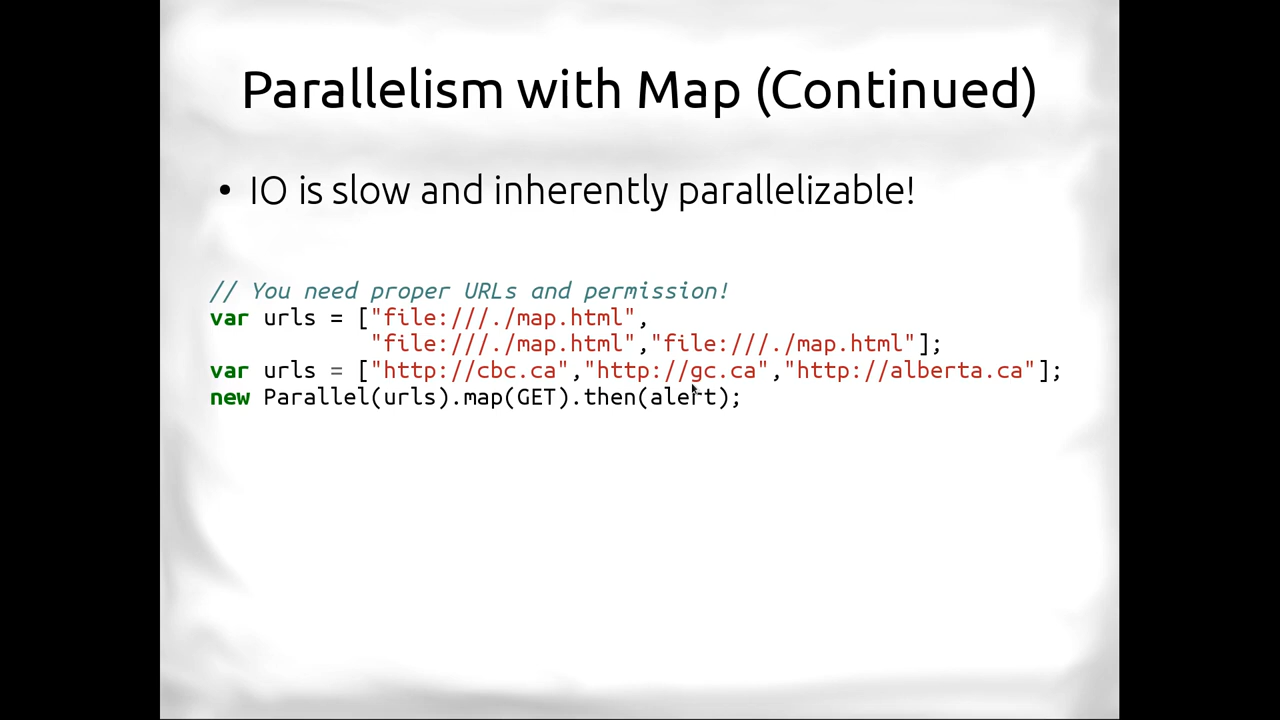 Parallelism with Map (Continued)
• IO is slow and inherently parallelizable!
// You need proper URLs and permission!
var urls = ["file:///./map.html",
"file:///./map.html","file:///./map.html"];
var urls = ["http://cbc.ca","http://gc.ca","http://alberta.ca"];
new Parallel(urls).map(GET).then(alert);